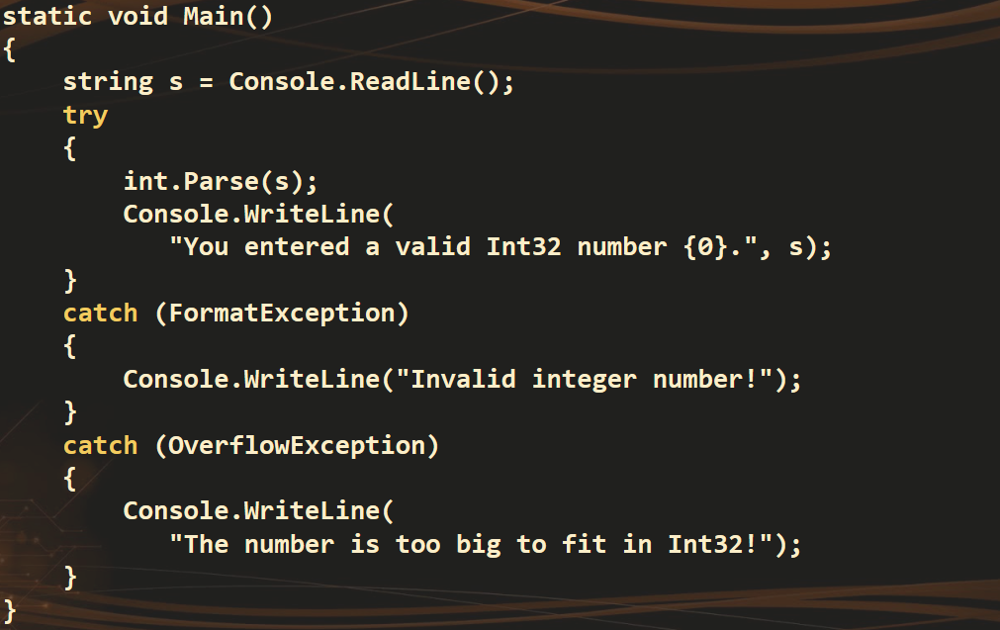 static void Main()
{
    string s = Console.ReadLine();
    try
    {
        int.Parse(s);
        Console.WriteLine(
           "You entered a valid Int32 number {0}.", s);
    }
    catch (FormatException)
    {
        Console.WriteLine("Invalid integer number!");
    }
    catch (OverflowException)
    {
        Console.WriteLine(
           "The number is too big to fit in Int32!");
    }
}